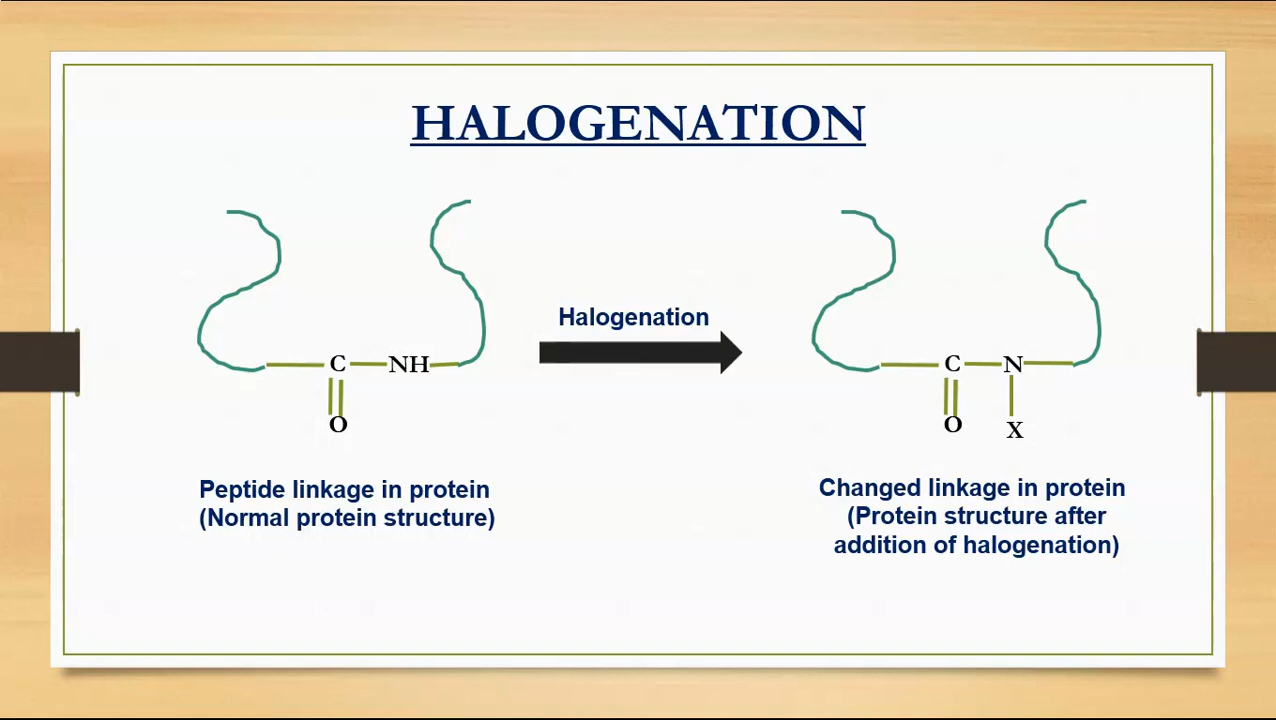 HALOGENATION
Halogenation
C NH
O
C N
O X
Peptide linkage in protein
(Normal protein structure)
Changed linkage in protein
(Protein structure after
addition of halogenation)